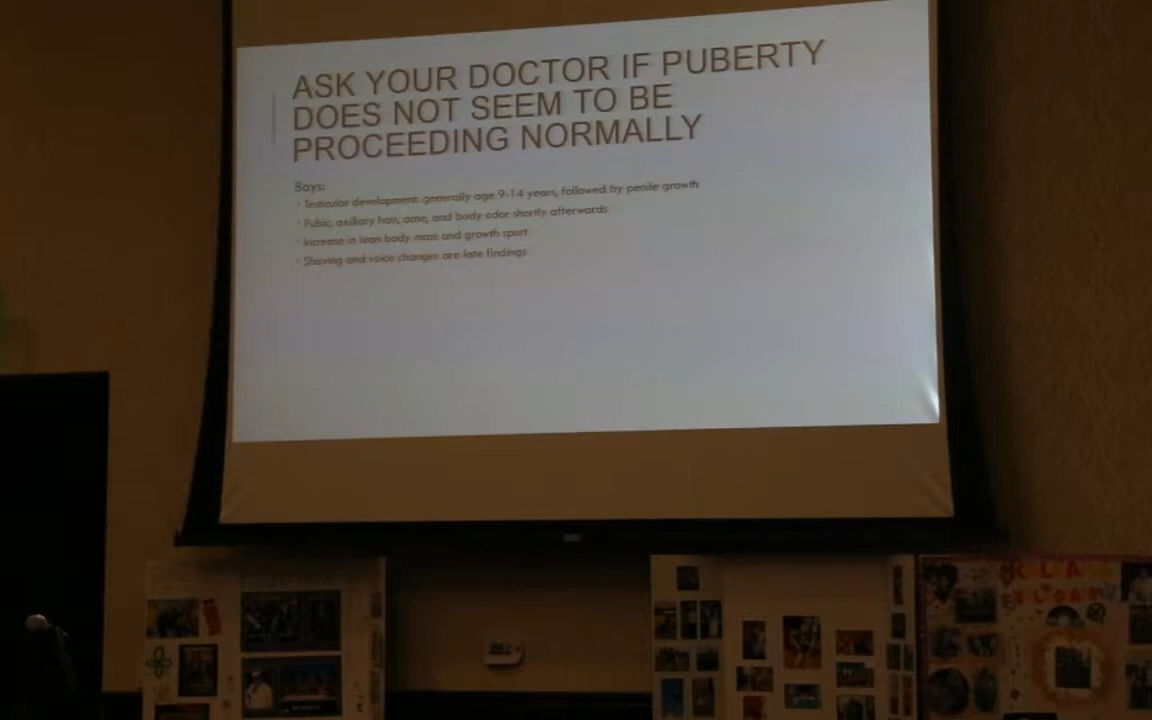 ASK YOUR DOCTOR IF PUBERTY
DOES NOT SEEM TO BE
PROCEEDING NORMALLY
Boys:
• Testicular development: generally age 9-14 years, followed by penile growth
• Pubic, axillary hair, acne, and body odor shortly afterwards
• Increase in lean body mass and growth spurt
• Shaving and voice changes are late findings